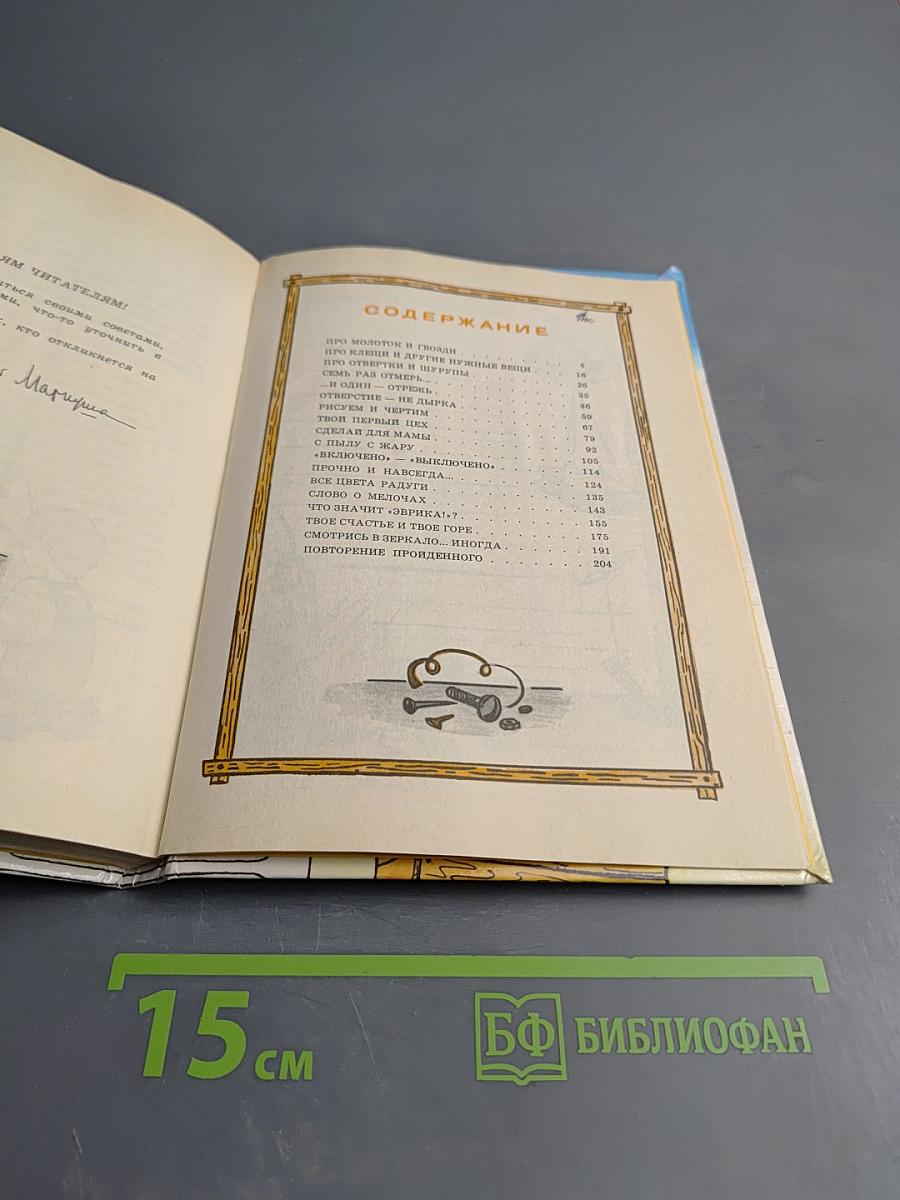 ЯМ ЧИТАТЕЛЯМ!
ться своими советами,
ми, что-то уточнить в
, кто откликнется на
Маркуша
СОДЕРЖАНИЕ
ПРО МОЛОТОК И ГВОЗДИ . . . . . . . . 4
ПРО КЛЕЩИ И ДРУГИЕ НУЖНЫЕ ВЕЩИ . . . 16
ПРО ОТВЕРТКИ И ШУРУПЫ . . . . . . . . 26
СЕМЬ РАЗ ОТМЕРЬ... . . . . . . . . 35
...И ОДИН — ОТРЕЖЬ . . . . . . . . 46
ОТВЕРСТИЕ — НЕ ДЫРКА . . . . . . . . 59
РИСУЕМ И ЧЕРТИМ . . . . . . . . 67
ТВОЙ ПЕРВЫЙ ЦЕХ . . . . . . . . 79
СДЕЛАЙ ДЛЯ МАМЫ . . . . . . . . 92
С ПЫЛУ С ЖАРУ . . . . . . . . 105
«ВКЛЮЧЕНО» — «ВЫКЛЮЧЕНО» . . . . . . 114
ПРОЧНО И НАВСЕГДА... . . . . . . . . 124
ВСЕ ЦВЕТА РАДУГИ . . . . . . . . 135
СЛОВО О МЕЛОЧАХ . . . . . . . . 143
ЧТО ЗНАЧИТ «ЭВРИКА!»? . . . . . . . . 155
ТВОЕ СЧАСТЬЕ И ТВОЕ ГОРЕ . . . . . . . 175
СМОТРИСЬ В ЗЕРКАЛО... ИНОГДА . . . . . . 191
ПОВТОРЕНИЕ ПРОЙДЕННОГО . . . . . . . . 204
15 см
БФ БИБЛИОФАН